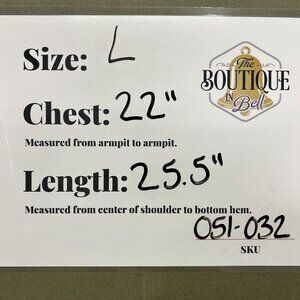 Size: L
The
BOUTIQUE
IN
Bell
Chest: 22"
Measured from armpit to armpit.
Length: 25.5"
Measured from center of shoulder to bottom hem.
051-032
SKU